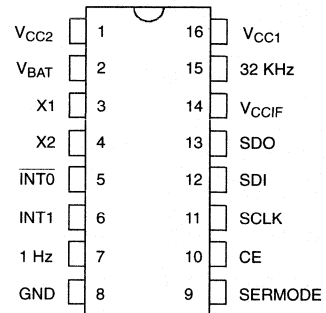 VCC2 1 16 VCC1
VBAT 2 15 32 KHz
X1 3 14 VCCIF
X2 4 13 SDO
INT0 5 12 SDI
INT1 6 11 SCLK
1 Hz 7 10 CE
GND 8 9 SERMODE